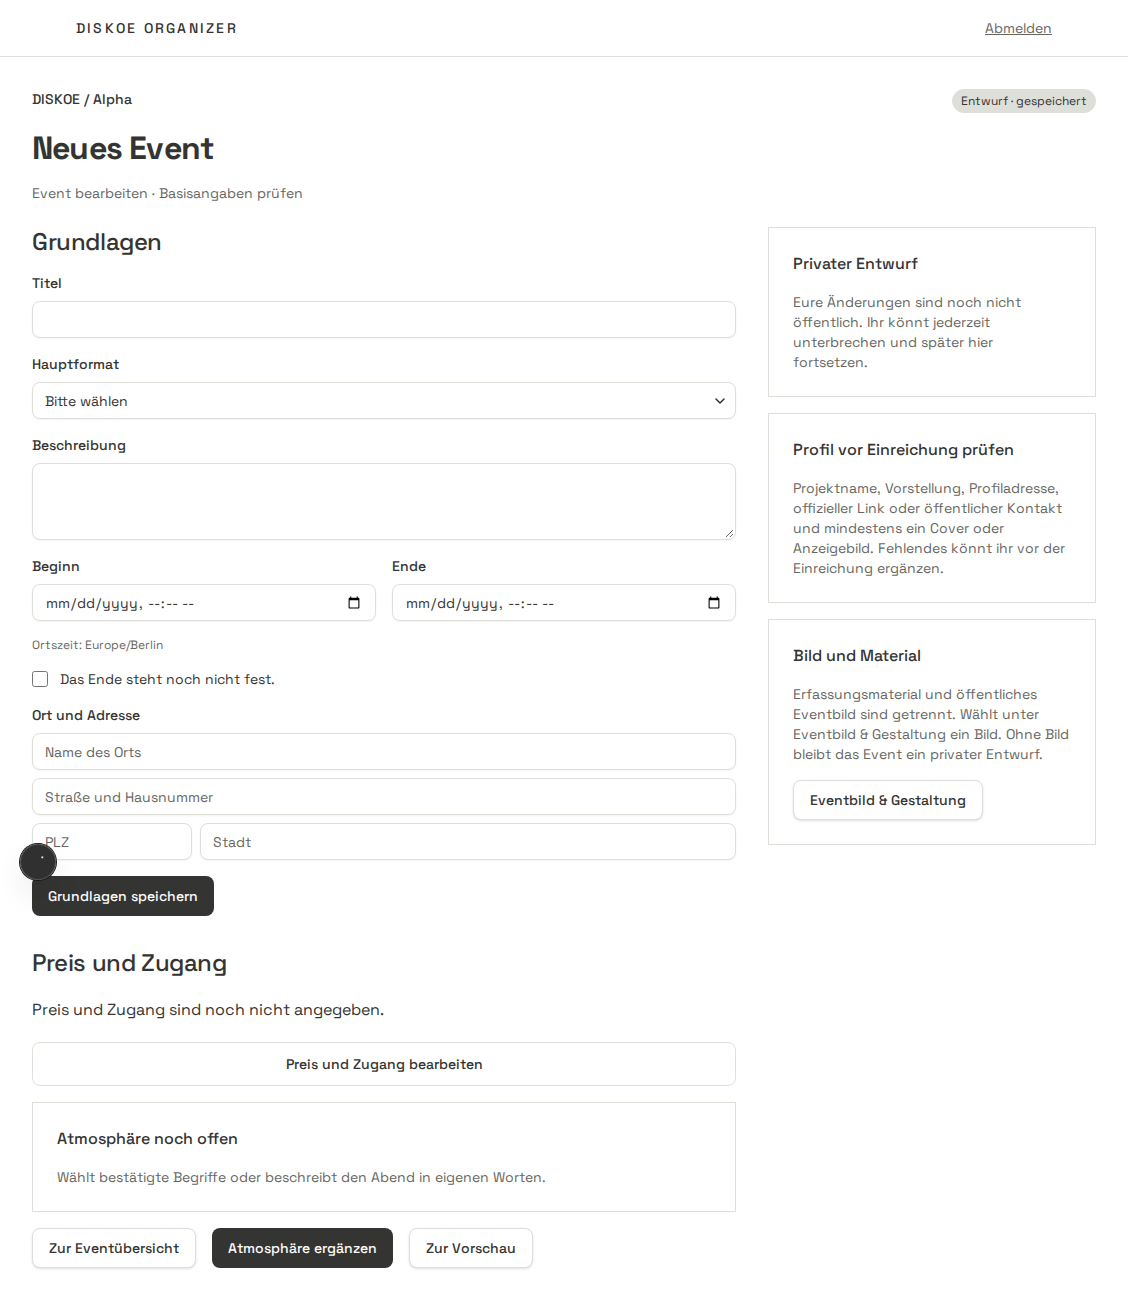 DISKOE ORGANIZER
Abmelden
DISKOE / Alpha
Entwurf · gespeichert
Neues Event
Event bearbeiten · Basisangaben prüfen
Grundlagen
Titel
Hauptformat
Bitte wählen
Beschreibung
Beginn
Ende
mm/dd/yyyy, --:-- --
mm/dd/yyyy, --:-- --
Ortszeit: Europe/Berlin
Das Ende steht noch nicht fest.
Ort und Adresse
Name des Orts
Straße und Hausnummer
PLZ
Stadt
Grundlagen speichern
Preis und Zugang
Preis und Zugang sind noch nicht angegeben.
Preis und Zugang bearbeiten
Atmosphäre noch offen
Wählt bestätigte Begriffe oder beschreibt den Abend in eigenen Worten.
Zur Eventübersicht
Atmosphäre ergänzen
Zur Vorschau
Privater Entwurf
Eure Änderungen sind noch nicht
öffentlich. Ihr könnt jederzeit
unterbrechen und später hier
fortsetzen.
Profil vor Einreichung prüfen
Projektname, Vorstellung, Profiladresse,
offizieller Link oder öffentlicher Kontakt
und mindestens ein Cover oder
Anzeigebild. Fehlendes könnt ihr vor der
Einreichung ergänzen.
Bild und Material
Erfassungsmaterial und öffentliches
Eventbild sind getrennt. Wählt unter
Eventbild & Gestaltung ein Bild. Ohne Bild
bleibt das Event ein privater Entwurf.
Eventbild & Gestaltung